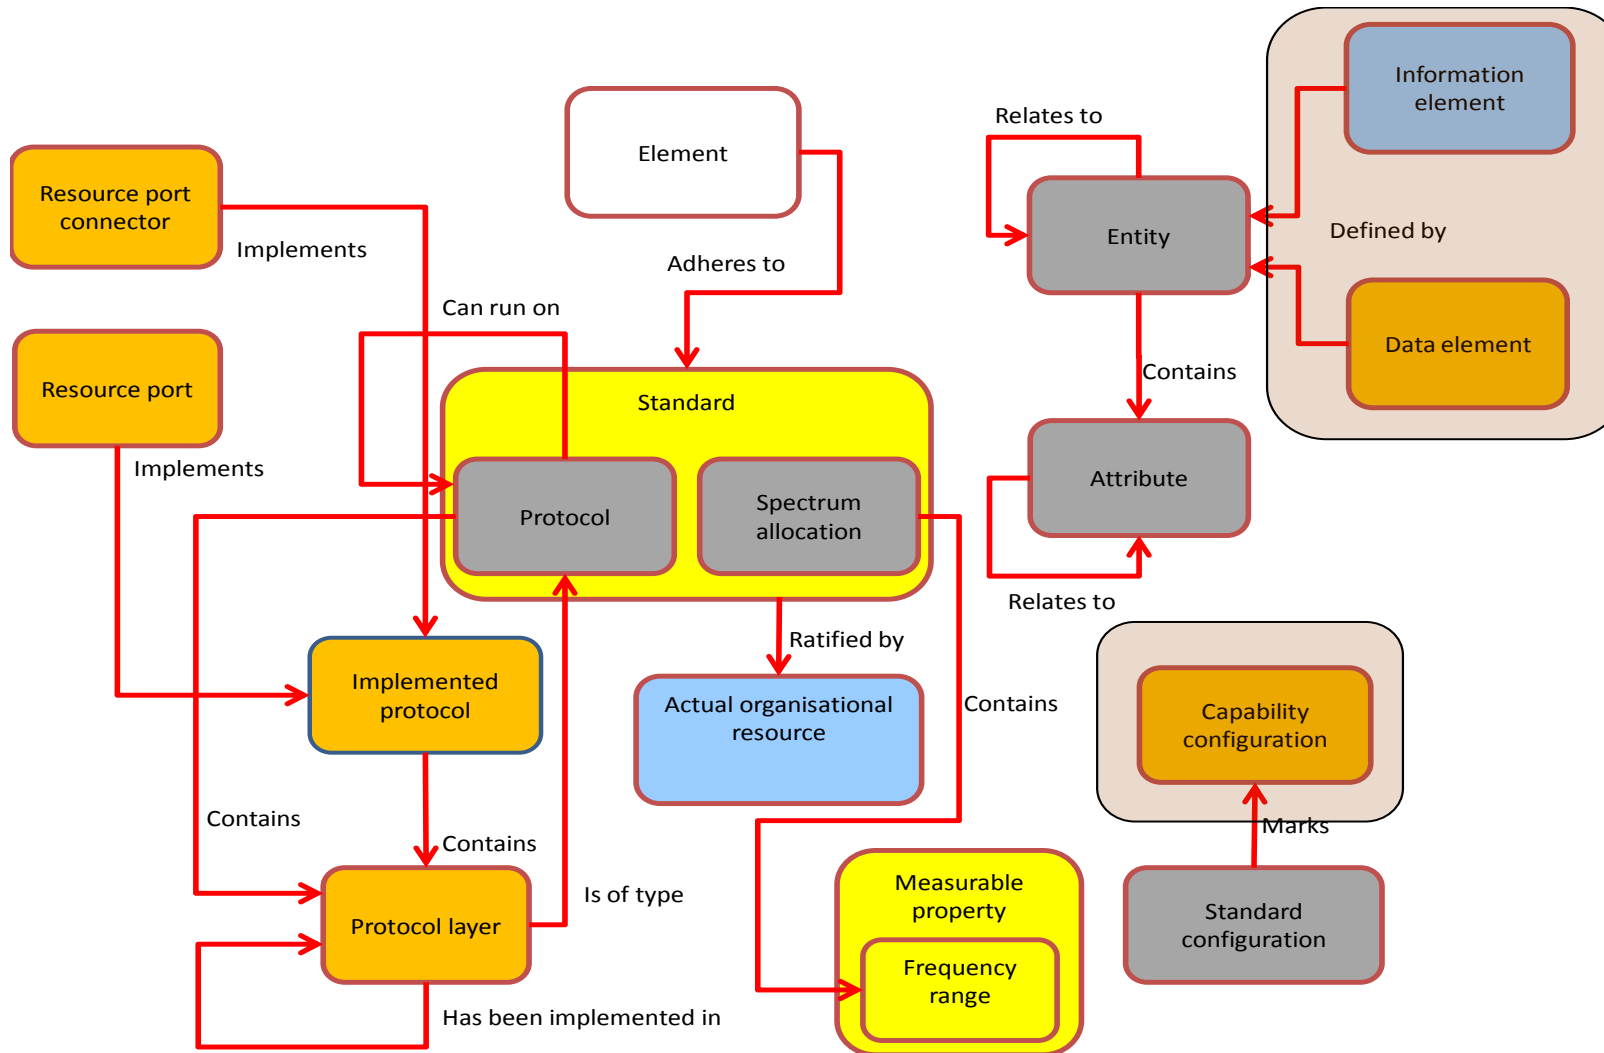 Information
element
Relates to
Element
Resource port
connector
Entity
Defined by
Implements
Adheres to
Can run on
Data element
Contains
Resource port
Standard
Implements
Attribute
Protocol
Spectrum
allocation
Relates to
Ratified by
Implemented
protocol
Actual organisational
resource
Contains
Capability
configuration
Contains
Contains
Marks
Measurable
property
Is of type
Protocol layer
Standard
configuration
Frequency
range
Has been implemented in